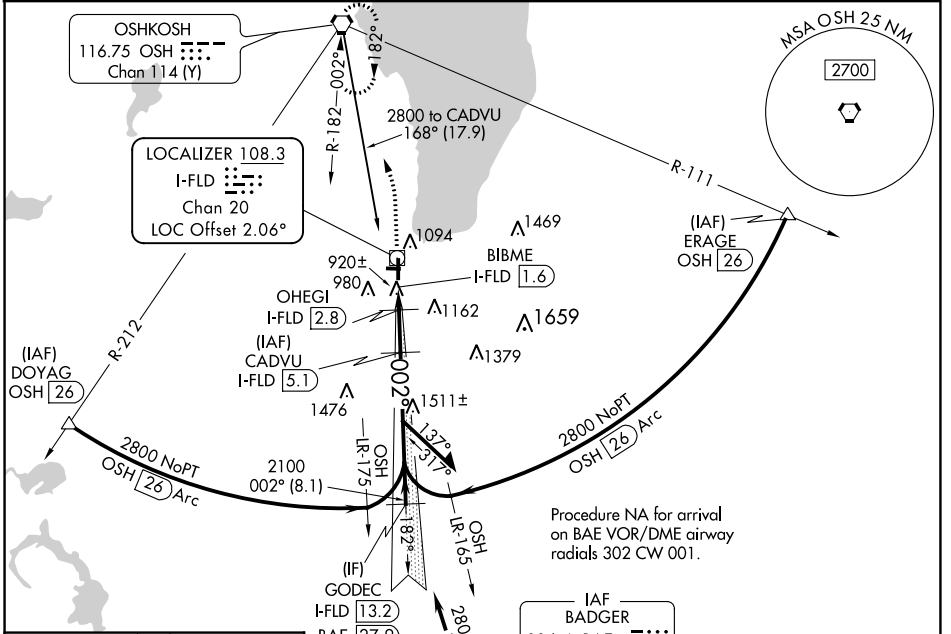 OSHKOSH
116.75 OSH
Chan 114 (Y)
182°
R-182
002°
2800 to CADVU
168° (17.9)
MSA OSH 25 NM
2700
LOCALIZER 108.3
I-FLD
Chan 20
LOC Offset 2.06°
R-111
(IAF)
ERAGE
OSH 26
1094
1469
920±
980
BIBME
I-FLD 1.6
OHEGI
I-FLD 2.8
1162
1659
R-212
(IAF)
CADVU
I-FLD 5.1
1379
(IAF)
DOYAG
OSH 26
002°
1476
1511±
137°
317°
2800 NoPT
OSH 26 Arc
2800 NoPT
OSH 26 Arc
2100
002° (8.1)
OSH
LR-175
OSH
LR-165
182°
Procedure NA for arrival
on BAE VOR/DME airway
radials 302 CW 001.
(IF)
GODEC
I-FLD 13.2
280
IAF
BADGER